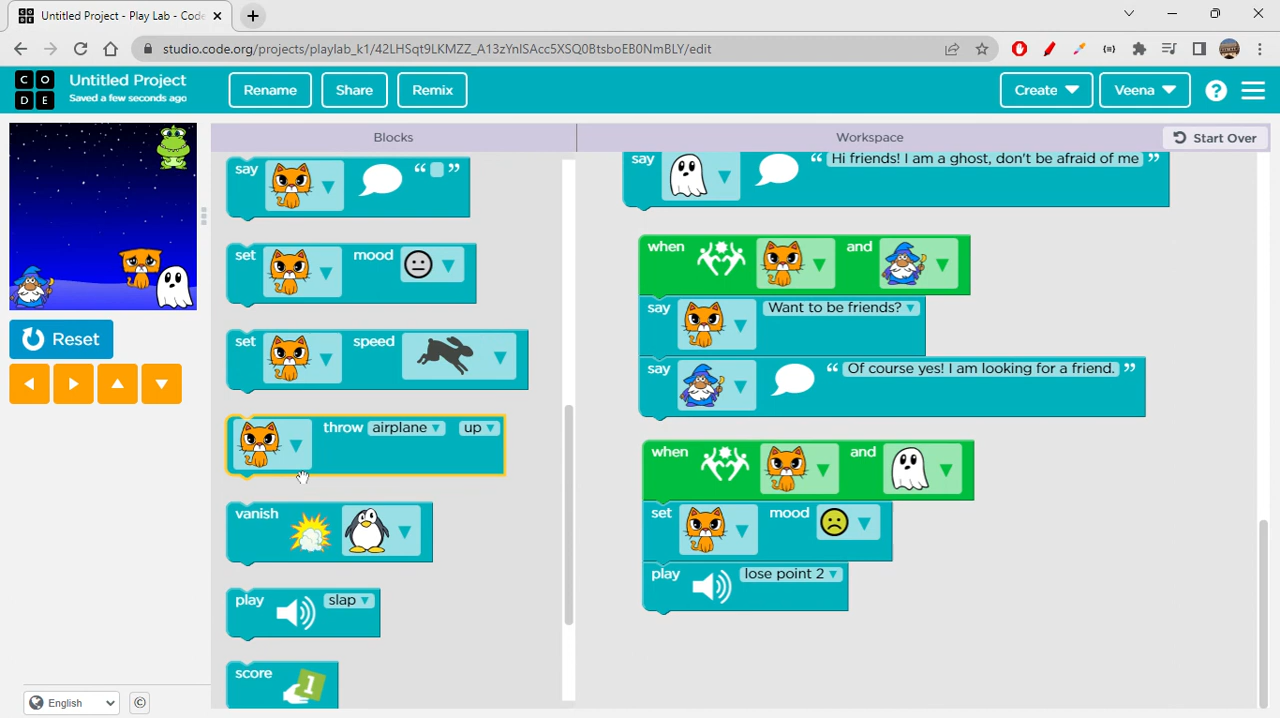 Untitled Project - Play Lab - Code
studio.code.org/projects/playlab_k1/42LHSqt9LKMZZ_A13zYnlSAcc5XSQ0BtsboEB0NmBLY/edit
C O D E
Untitled Project
Saved a few seconds ago
Rename
Share
Remix
Create
Veena
?
Blocks
Workspace
Start Over
Reset
say “ ”
set mood
set speed
throw airplane up
vanish
play slap
score 1
say “ Hi friends! I am a ghost, don't be afraid of me ”
when and
say Want to be friends?
say “ Of course yes! I am looking for a friend. ”
when and
set mood
play lose point 2
English
©